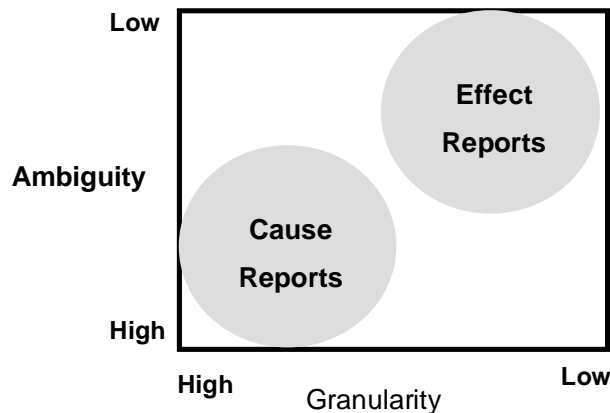 Low
Effect
Reports
Ambiguity
Cause
Reports
High
High
Low
Granularity